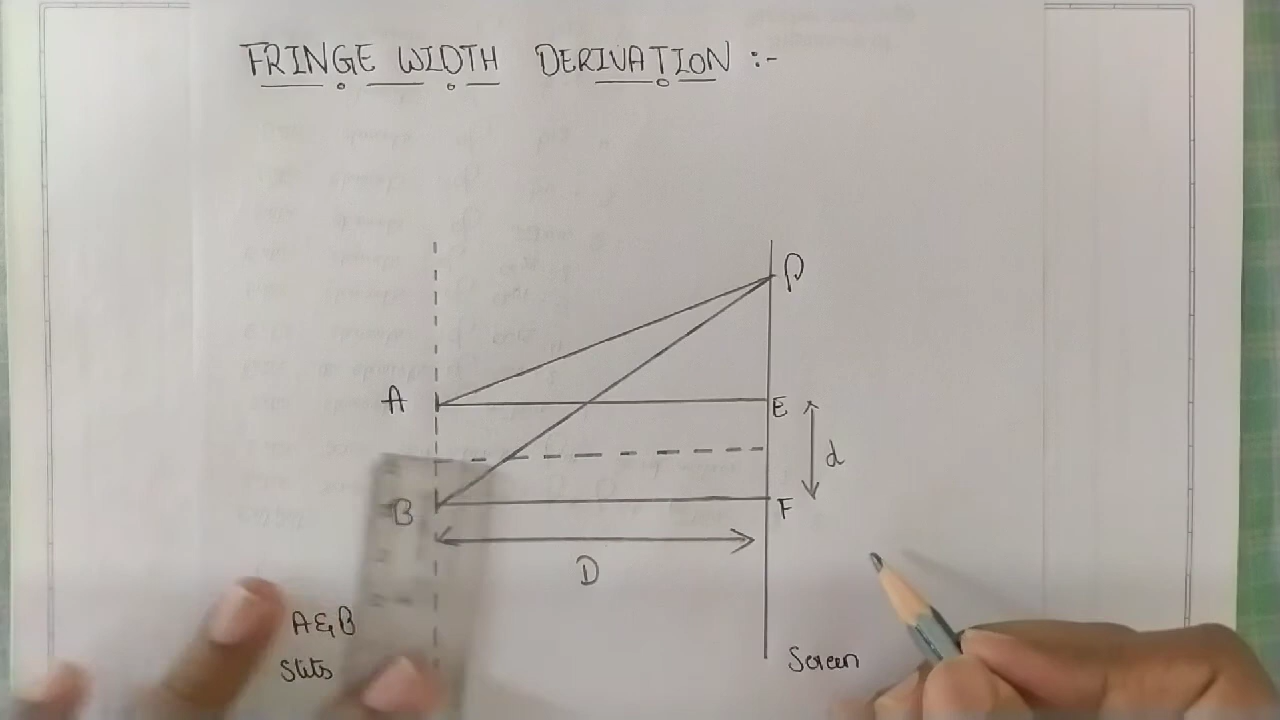 FRINGE WIDTH DERIVATION :-
P
A
E
d
B
F
D
A & B
Slits
Screen